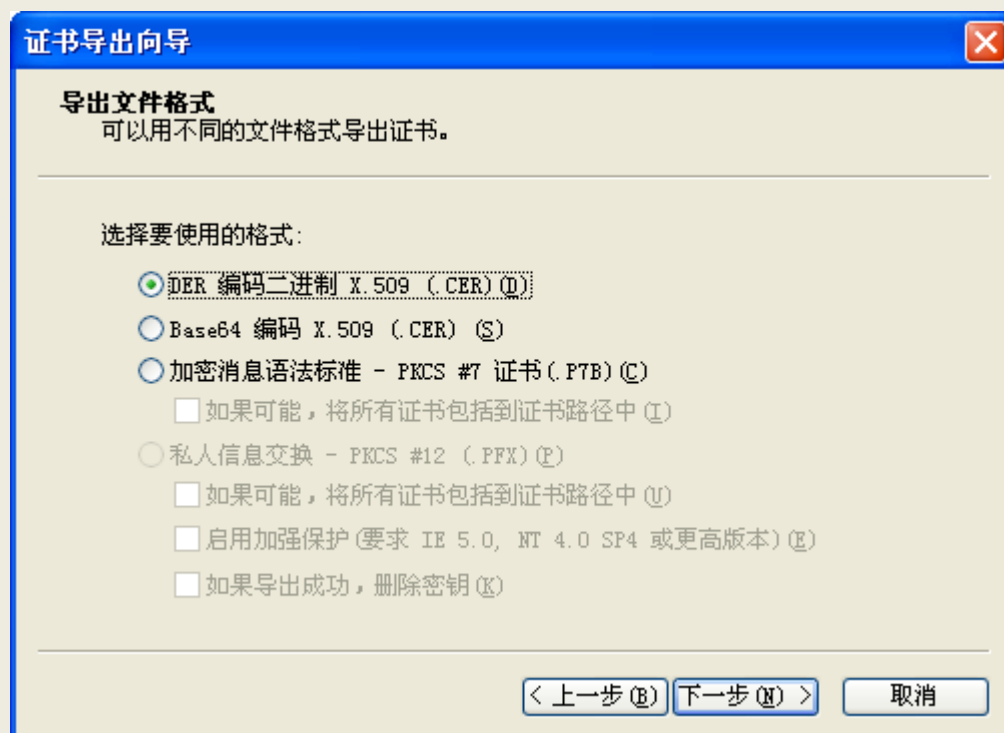 证书导出向导
导出文件格式
可以用不同的文件格式导出证书。
选择要使用的格式:
DER 编码二进制 X.509 (.CER)(D)
Base64 编码 X.509 (.CER) (S)
加密消息语法标准 - PKCS #7 证书(.P7B)(C)
如果可能，将所有证书包括到证书路径中(I)
私人信息交换 - PKCS #12 (.PFX)(P)
如果可能，将所有证书包括到证书路径中(U)
启用加强保护(要求 IE 5.0, NT 4.0 SP4 或更高版本)(E)
如果导出成功，删除密钥(K)
< 上一步(B) 下一步(N) > 取消